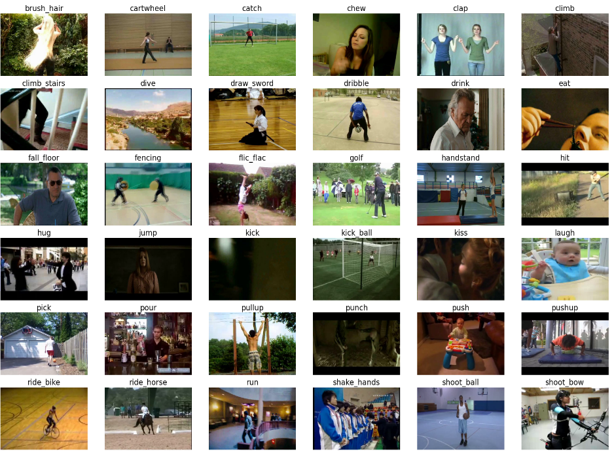 brush_hair cartwheel catch chew clap climb
climb_stairs dive draw_sword dribble drink eat
fall_floor fencing flic_flac golf handstand hit
hug jump kick kick_ball kiss laugh
pick pour pullup punch push pushup
ride_bike ride_horse run shake_hands shoot_ball shoot_bow